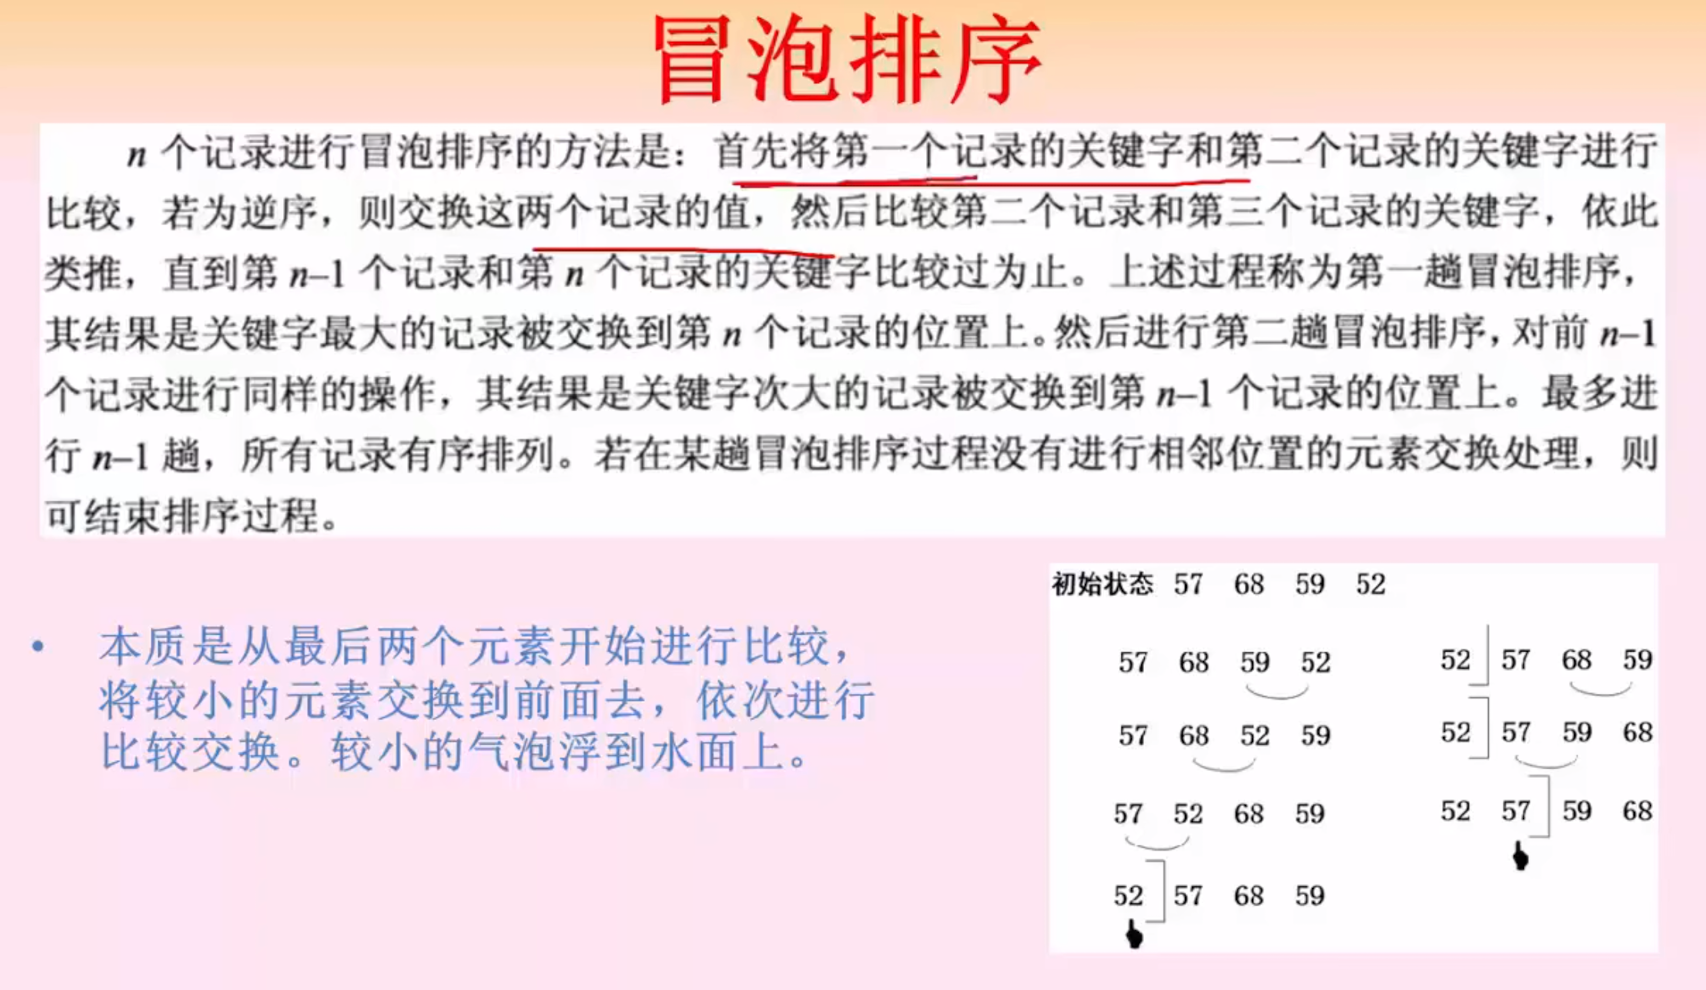 冒泡排序
n 个记录进行冒泡排序的方法是：首先将第一个记录的关键字和第二个记录的关键字进行
比较，若为逆序，则交换这两个记录的值，然后比较第二个记录和第三个记录的关键字，依此
类推，直到第 n–1 个记录和第 n 个记录的关键字比较过为止。上述过程称为第一趟冒泡排序，
其结果是关键字最大的记录被交换到第 n 个记录的位置上。然后进行第二趟冒泡排序，对前 n–1
个记录进行同样的操作，其结果是关键字次大的记录被交换到第 n–1 个记录的位置上。最多进
行 n–1 趟，所有记录有序排列。若在某趟冒泡排序过程没有进行相邻位置的元素交换处理，则
可结束排序过程。
• 本质是从最后两个元素开始进行比较，
将较小的元素交换到前面去，依次进行
比较交换。较小的气泡浮到水面上。
初始状态 57 68 59 52
57 68 59 52
57 68 52 59
57 52 68 59
52 57 68 59
52 57 68 59
52 57 59 68
52 57 59 68